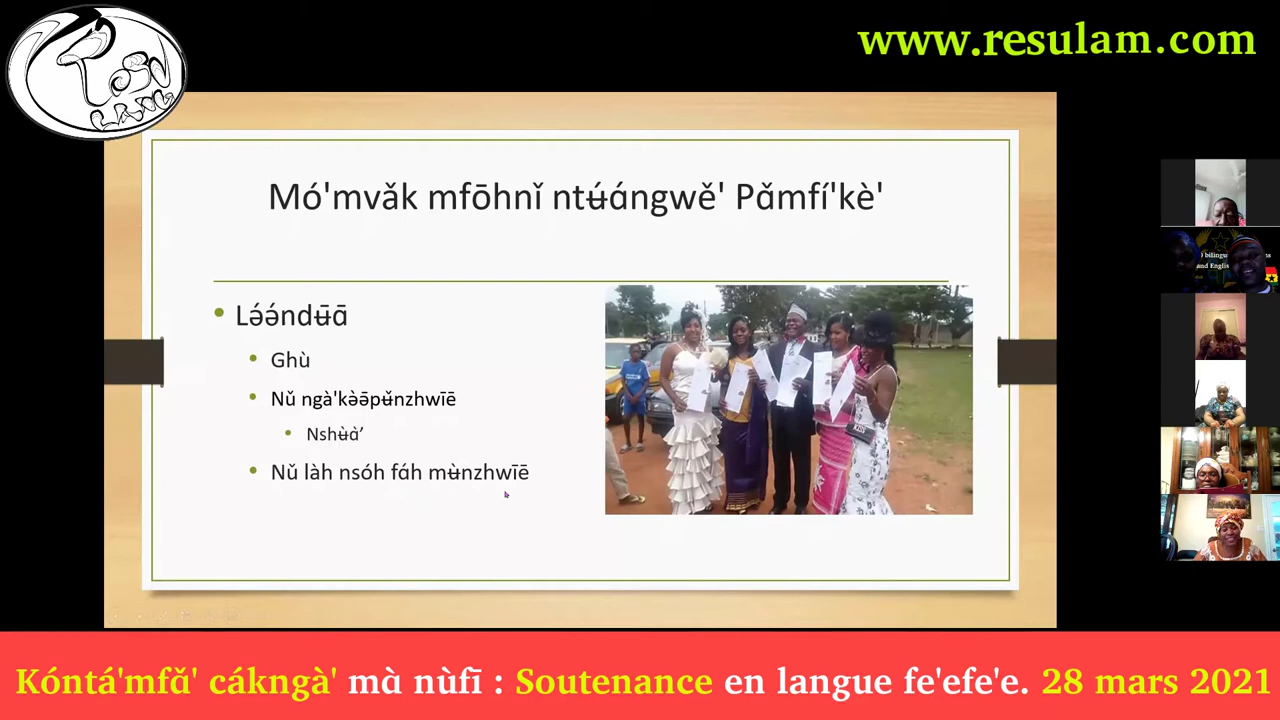 www.resulam.com
Mó'mvǎk mfōhnǐ ntʉ́ángwě' Pǎmfí'kè'
Lə́ə́ndʉ̄ā
Ghù
Nǔ ngà'kə̀ə̄pʉ̌nzhwīē
Nshʉ̀à’
Nǔ làh nsóh fáh mʉ̀nzhwīē
Kóntá'mfǎ' cákngà' mà nùfī : Soutenance en langue fe'efe'e. 28 mars 2021